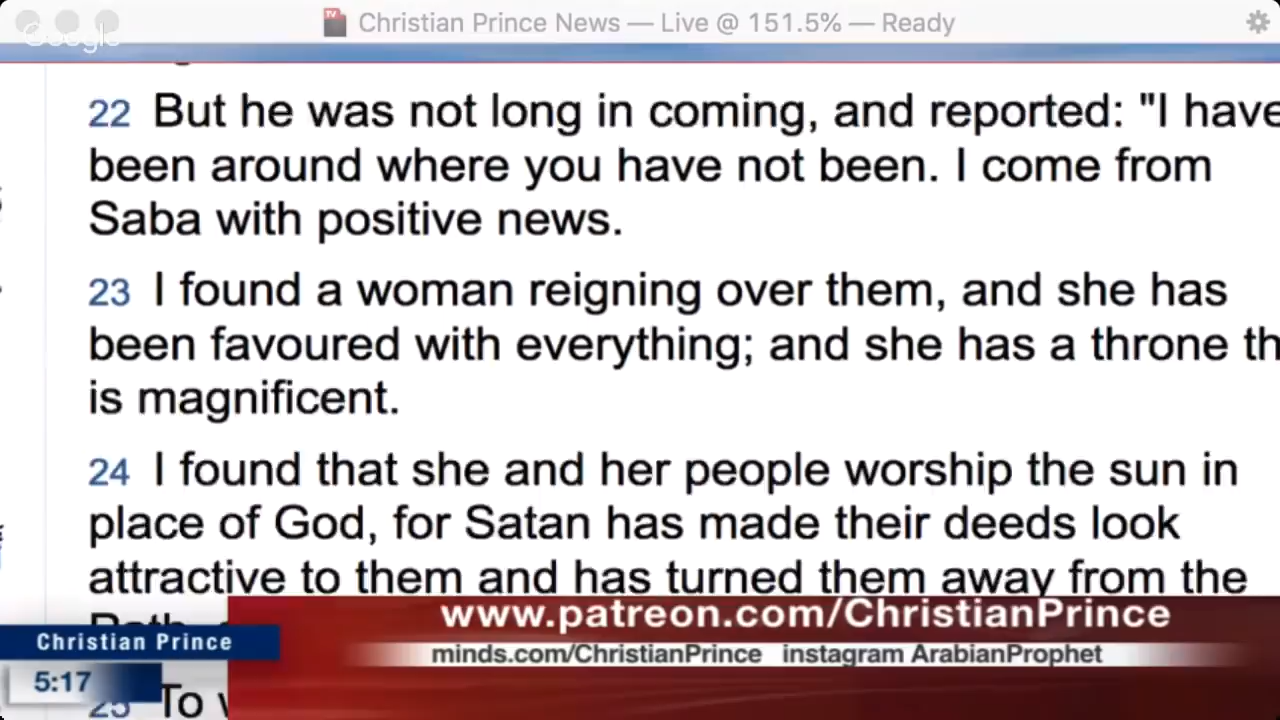 Christian Prince News — Live @ 151.5% — Ready
Google
22 But he was not long in coming, and reported: "I have
been around where you have not been. I come from
Saba with positive news.
23 I found a woman reigning over them, and she has
been favoured with everything; and she has a throne th
is magnificent.
24 I found that she and her people worship the sun in
place of God, for Satan has made their deeds look
attractive to them and has turned them away from the
www.patreon.com/ChristianPrince
Christian Prince
minds.com/ChristianPrince instagram ArabianProphet
5:17
25 To